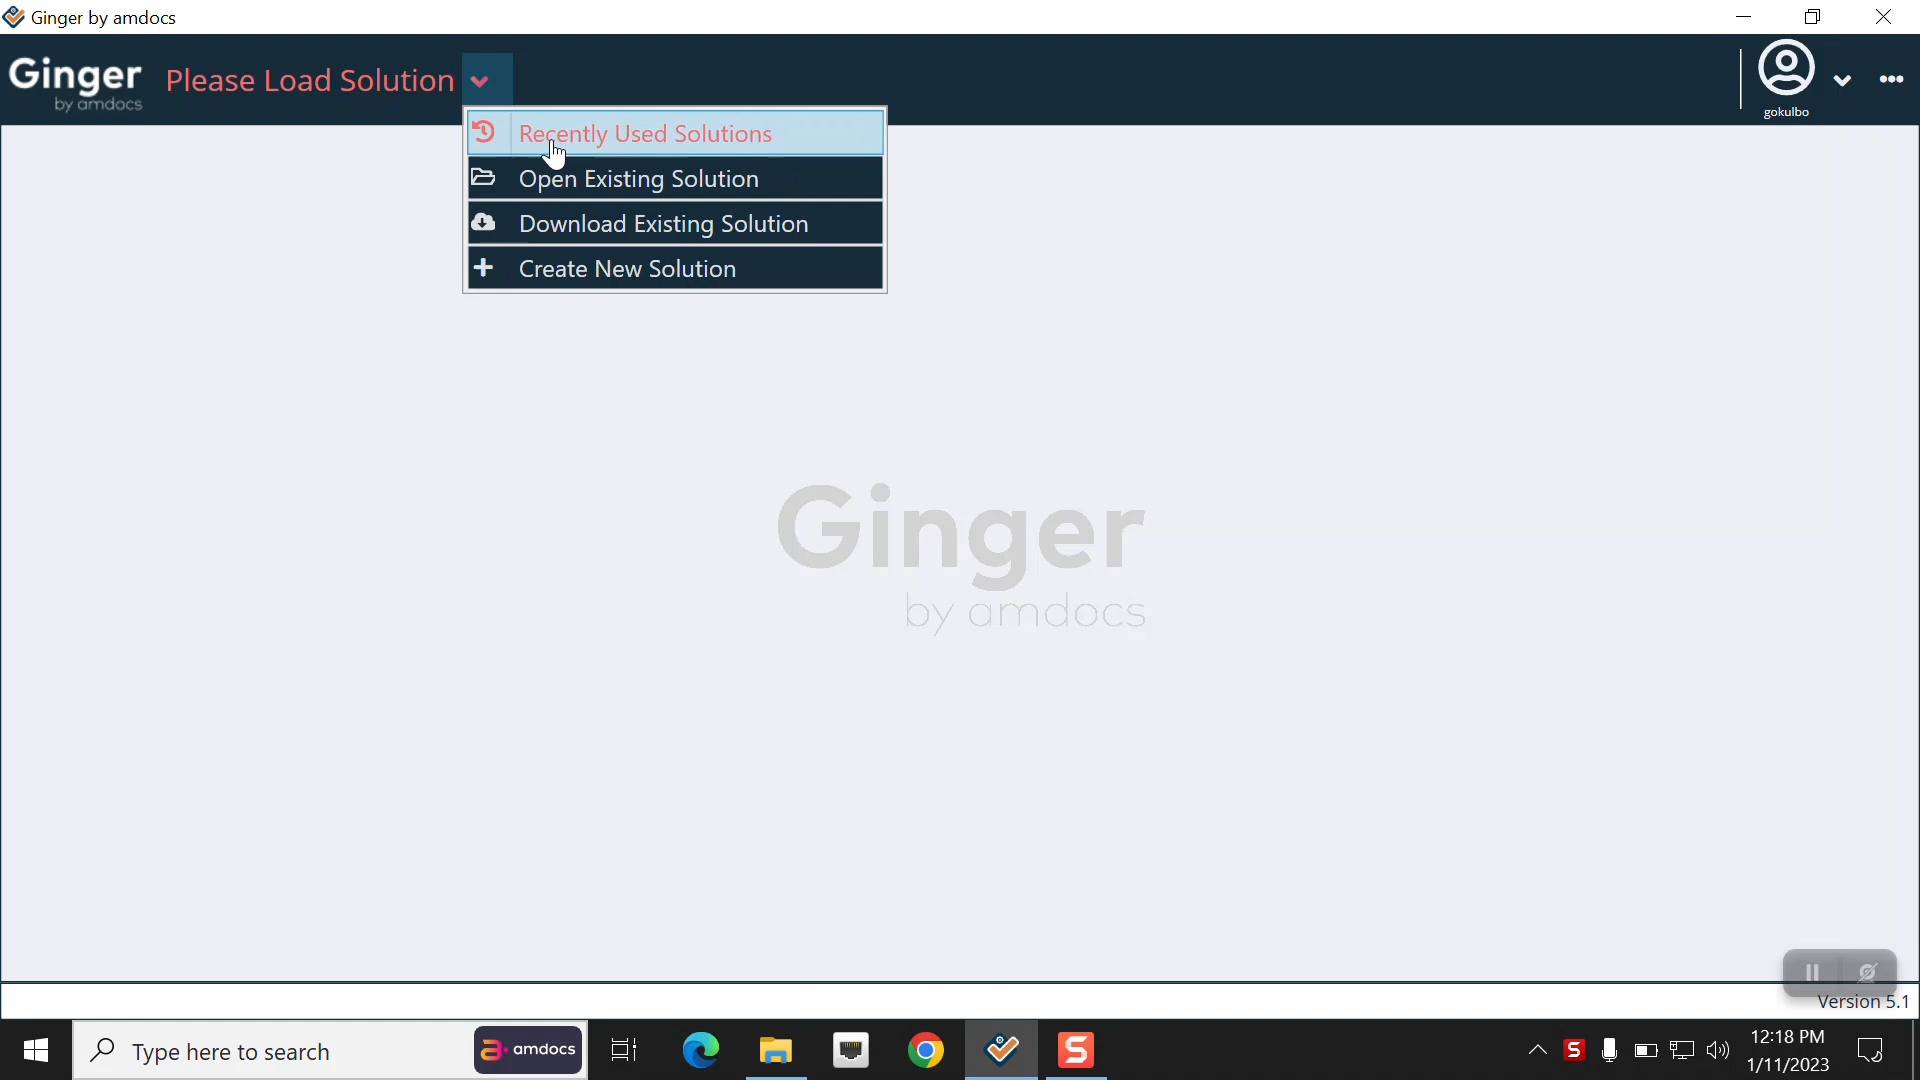 Ginger by amdocs
Ginger
by amdocs
Please Load Solution
gokulbo
Recently Used Solutions
Open Existing Solution
Download Existing Solution
Create New Solution
Ginger
by amdocs
Version 5.1
Type here to search
a amdocs
S
S
12:18 PM
1/11/2023